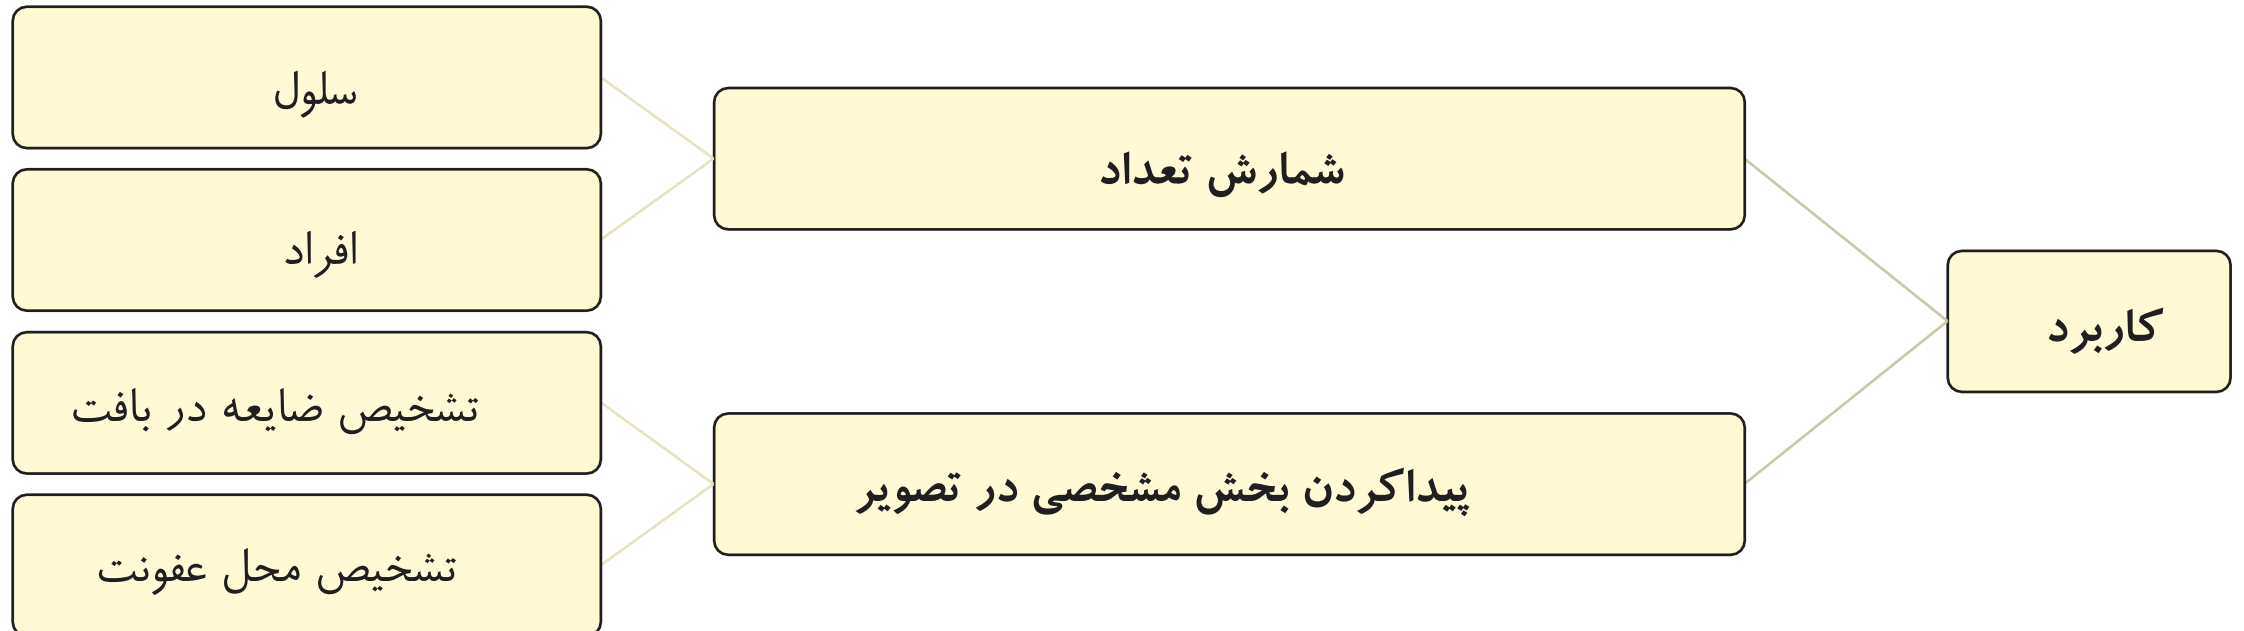 کاربرد
شمارش تعداد
سلول
افراد
پیداکردن بخش مشخصی در تصویر
تشخیص ضایعه در بافت
تشخیص محل عفونت